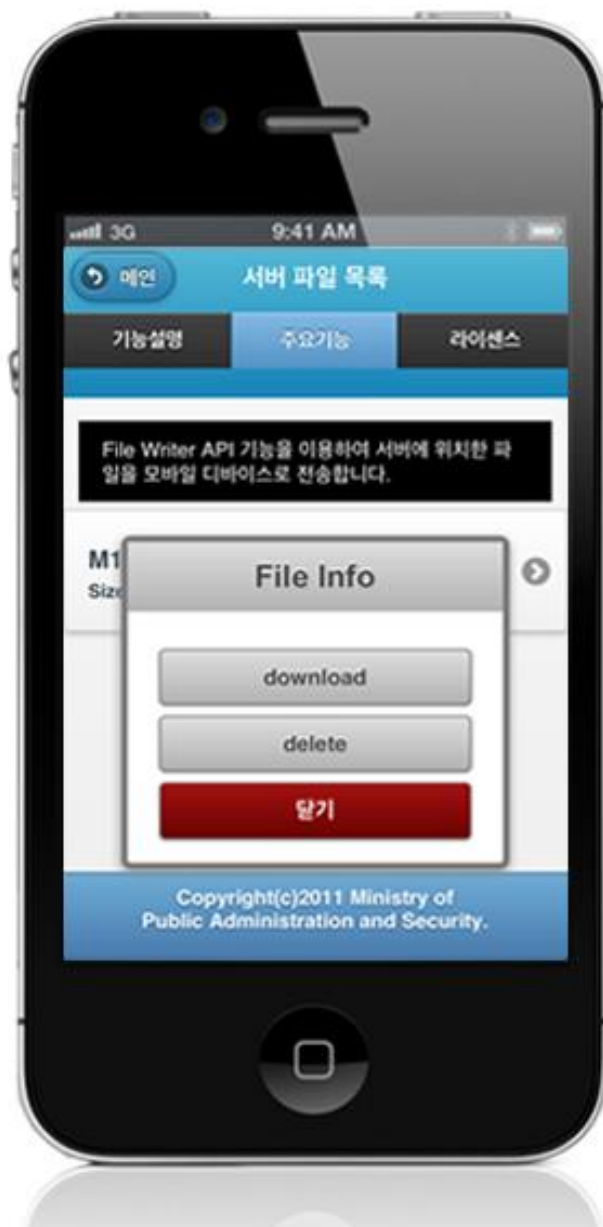 3G 9:41 AM
메인 서버 파일 목록
기능설명 주요기능 라이센스
File Writer API 기능을 이용하여 서버에 위치한 파
일을 모바일 디바이스로 전송합니다.
M1
Size
File Info
download
delete
닫기
Copyright(c)2011 Ministry of
Public Administration and Security.